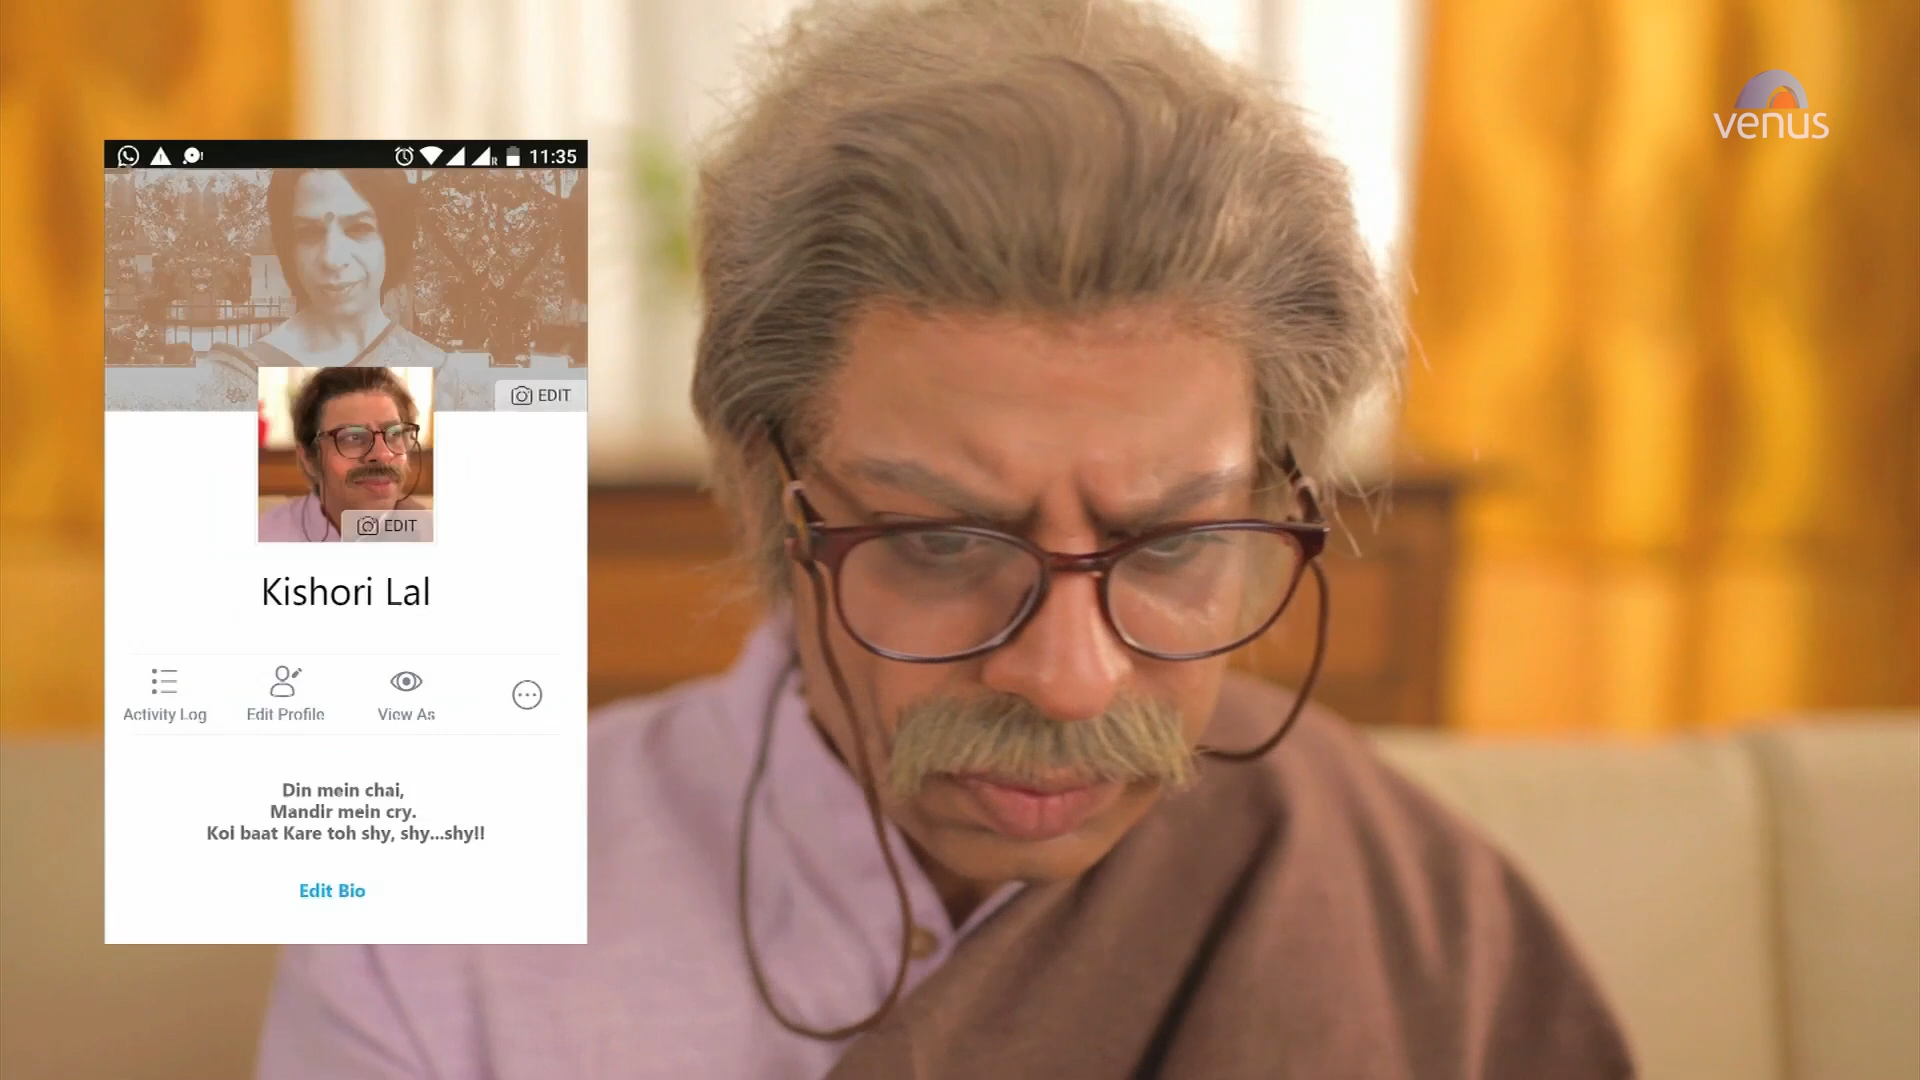 venus
11:35
EDIT
EDIT
Kishori Lal
Activity Log
Edit Profile
View As
Din mein chai,
Mandir mein cry.
Koi baat Kare toh shy, shy...shy!!
Edit Bio